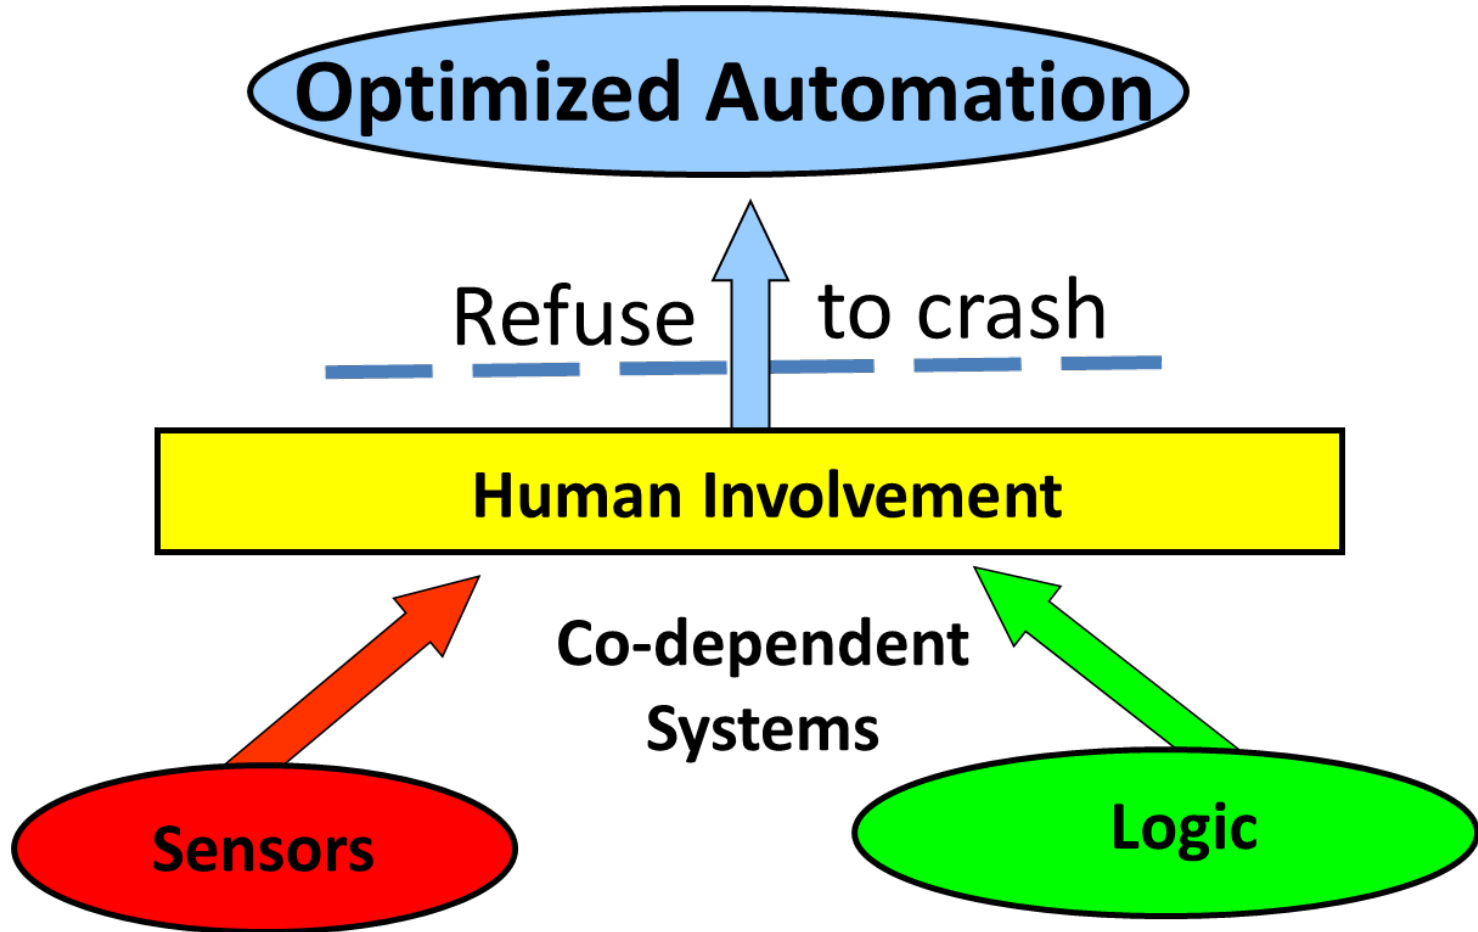 Optimized Automation
Refuse to crash
Human Involvement
Co-dependent
Systems
Sensors
Logic